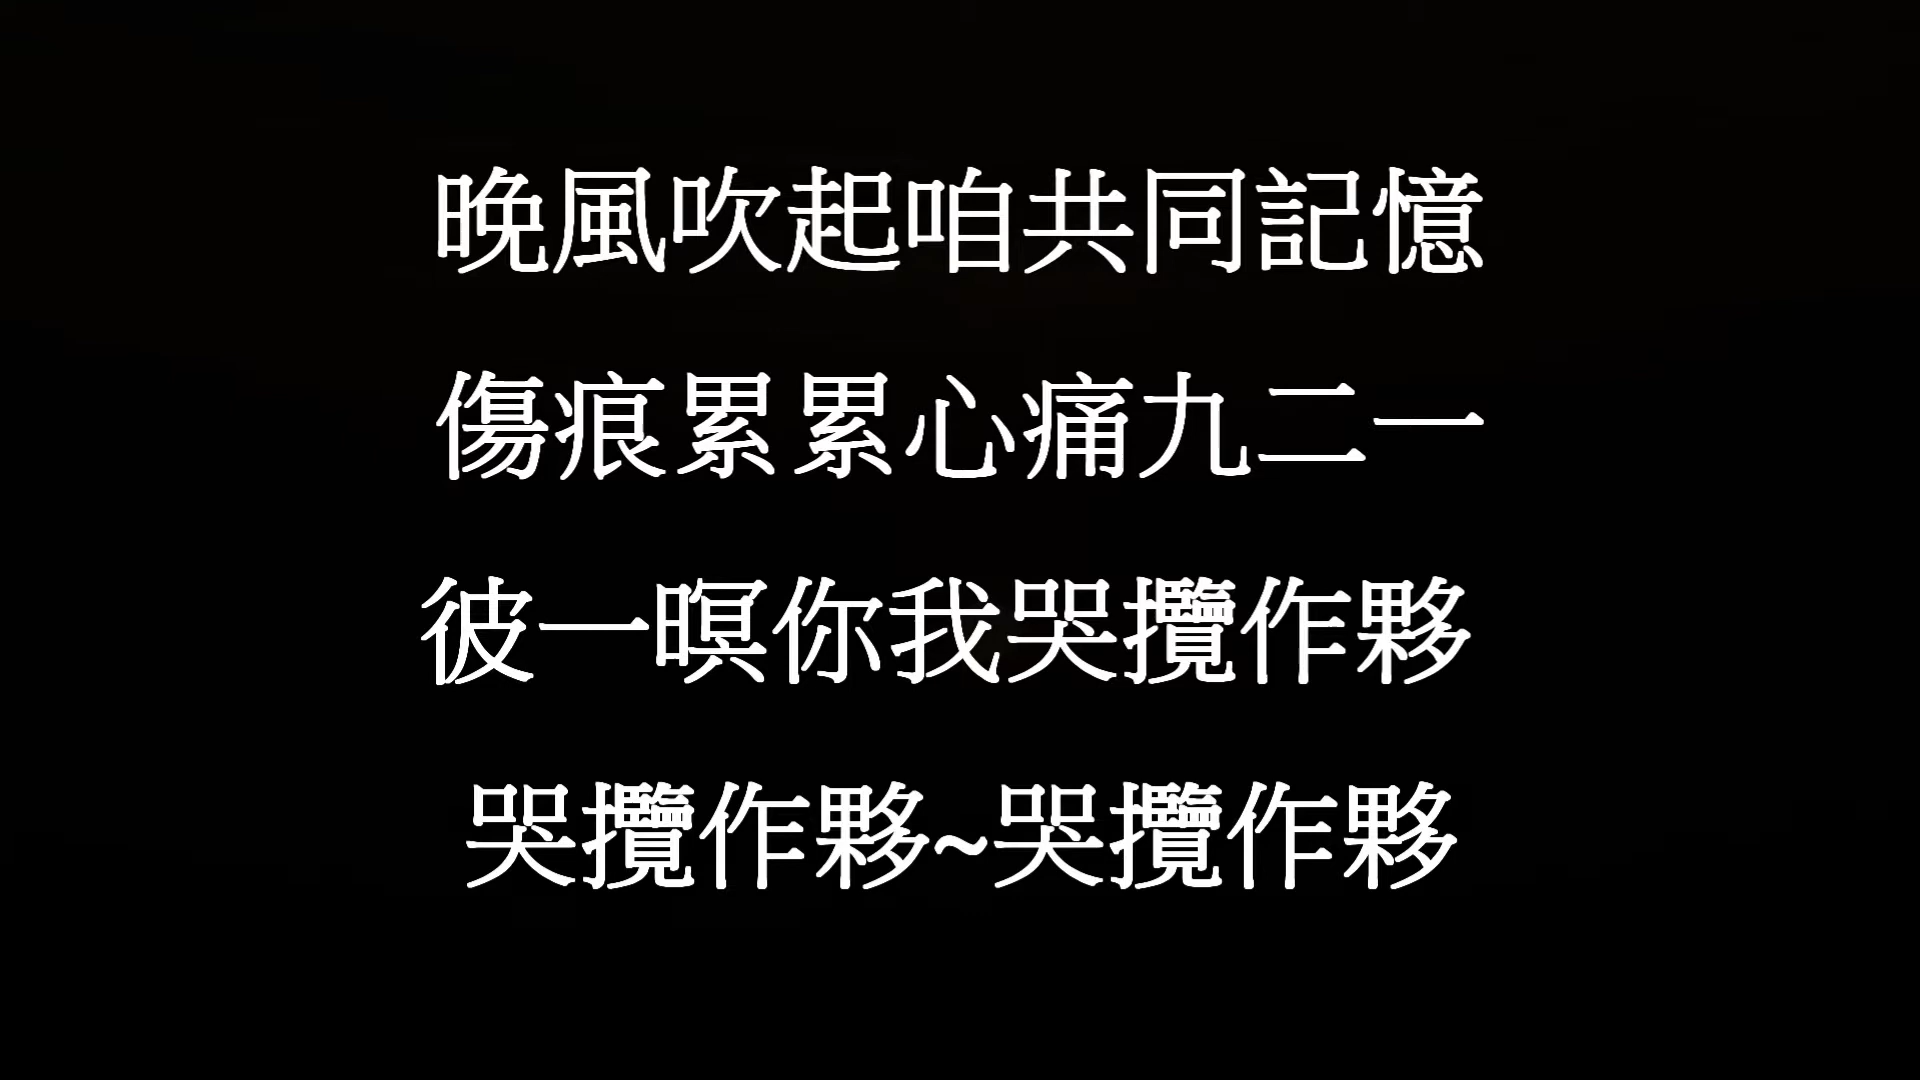 晚風吹起咱共同記憶
傷痕累累心痛九二一
彼一暝你我哭攬作夥
哭攬作夥~哭攬作夥